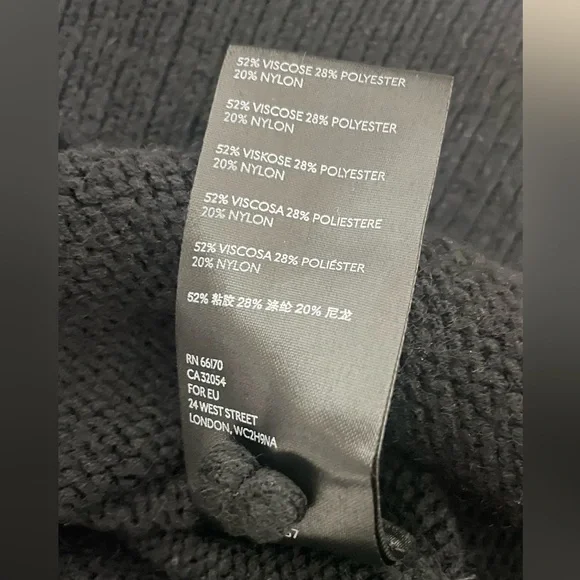 52% VISCOSE 28% POLYESTER
20% NYLON
52% VISCOSE 28% POLYESTER
20% NYLON
52% VISKOSE 28% POLYESTER
20% NYLON
52% VISCOSA 28% POLIESTERE
20% NYLON
52% VISCOSA 28% POLIÉSTER
20% NYLON
52% 粘胶 28% 涤纶 20% 尼龙
RN 66170
CA 32054
FOR EU
24 WEST STREET
LONDON, WC2H9NA